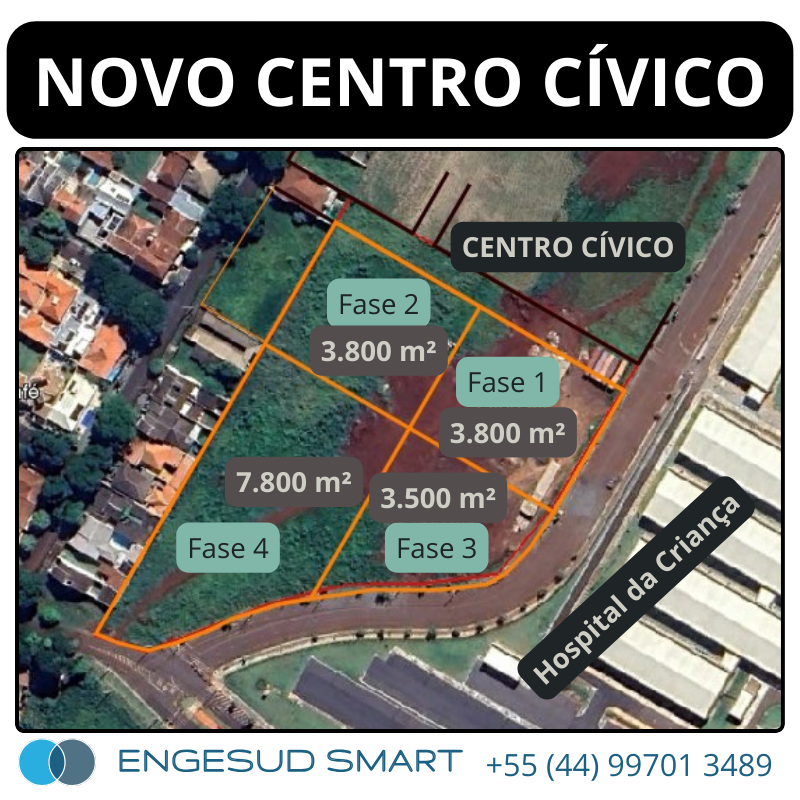 NOVO CENTRO CÍVICO
CENTRO CÍVICO
Fase 2
3.800 m²
Fase 1
3.800 m²
7.800 m²
3.500 m²
Fase 4
Fase 3
Hospital da Criança
ENGESUD SMART
+55 (44) 99701 3489